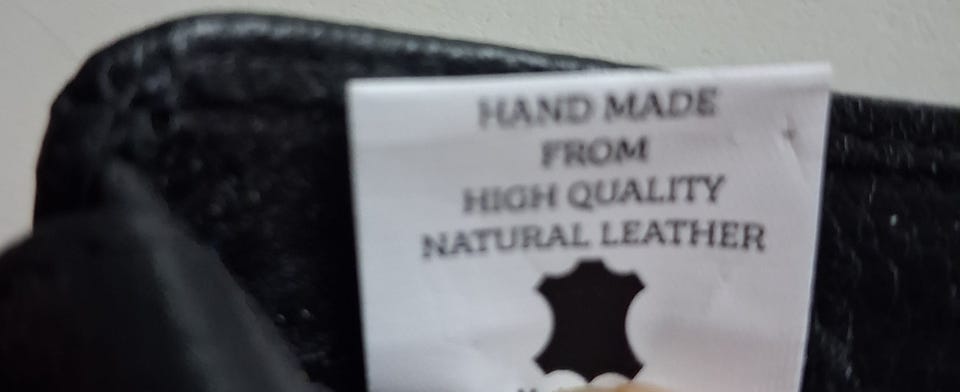 HAND MADE
FROM
HIGH QUALITY
NATURAL LEATHER